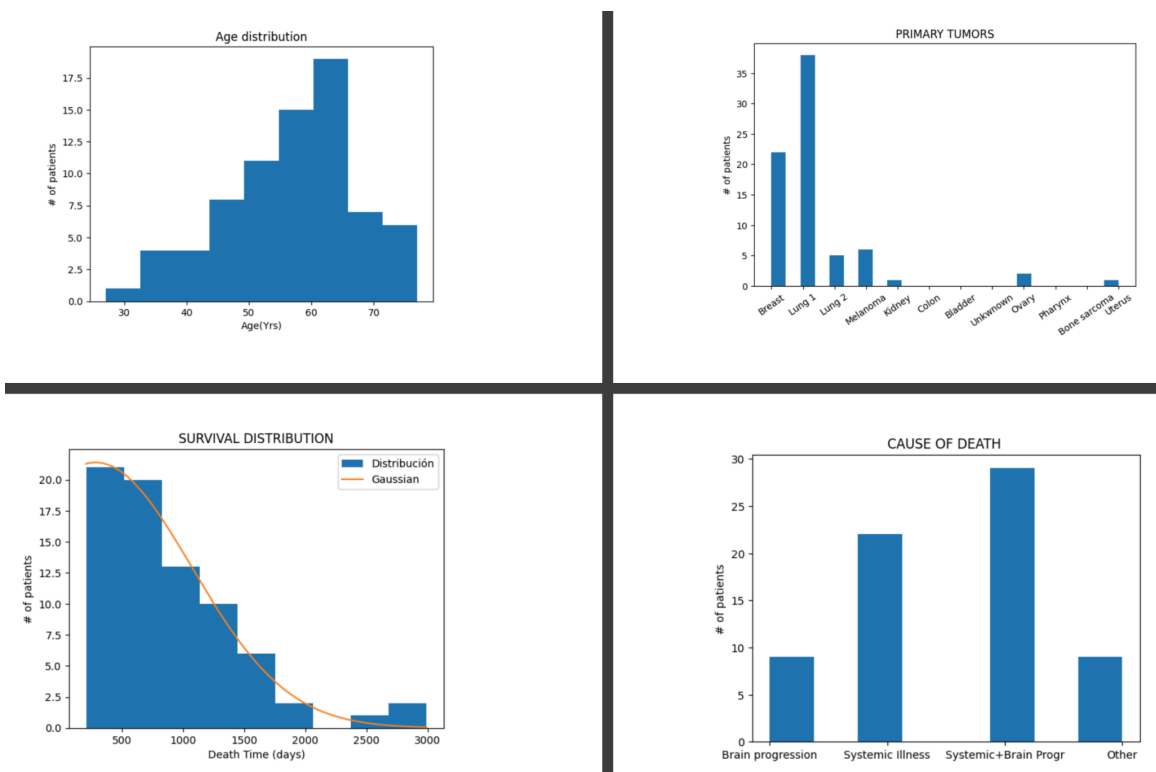 Age distribution
# of patients
17.5
15.0
12.5
10.0
7.5
5.0
2.5
0.0
30 40 50 60 70
Age(Yrs)
PRIMARY TUMORS
# of patients
35
30
25
20
15
10
5
0
Breast
Lung 1
Lung 2
Melanoma
Kidney
Colon
Bladder
Unkwnown
Ovary
Pharynx
Bone sarcoma
Uterus
SURVIVAL DISTRIBUTION
Distribución
Gaussian
# of patients
20.0
17.5
15.0
12.5
10.0
7.5
5.0
2.5
0.0
500 1000 1500 2000 2500 3000
Death Time (days)
CAUSE OF DEATH
# of patients
30
25
20
15
10
5
0
Brain progression Systemic Illness Systemic+Brain Progr Other